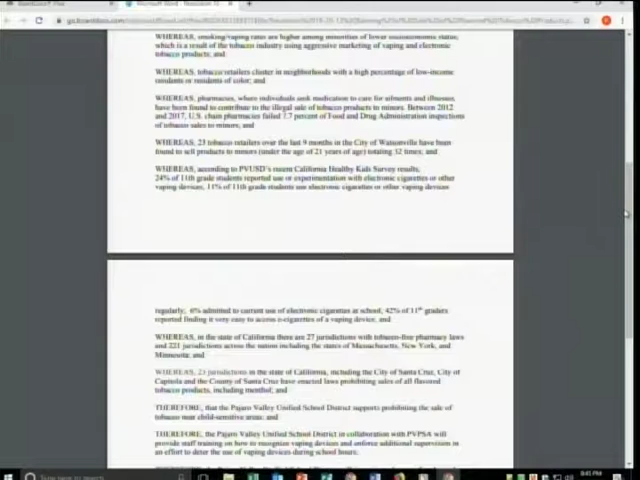 WHEREAS, smoking/vaping rates are higher among minorities of lower socioeconomic status,
which is a result of the tobacco industry using aggressive marketing of vaping and electronic
tobacco products; and
WHEREAS, tobacco retailers cluster in neighborhoods with a high percentage of low-income
residents or residents of color; and
WHEREAS, pharmacies, where individuals seek medication to care for ailments and illnesses,
have been found to contribute to the illegal sale of tobacco products to minors. Between 2012
and 2017, U.S. chain pharmacies failed 7.7 percent of Food and Drug Administration inspections
of tobacco sales to minors; and
WHEREAS, 23 tobacco retailers over the last 9 months in the City of Watsonville have been
found to sell products to minors (under the age of 21 years of age) totaling 32 times; and
WHEREAS, according to PVUSD's recent California Healthy Kids Survey results,
24% of 11th grade students reported use or experimentation with electronic cigarettes or other
vaping devices, 11% of 11th grade students use electronic cigarettes or other vaping devices
regularly, 6% admitted to current use of electronic cigarettes at school, 42% of 11th graders
reported finding it very easy to access e-cigarettes of a vaping device; and
WHEREAS, in the state of California there are 27 jurisdictions with tobacco-free pharmacy laws
and 221 jurisdictions across the nation including the states of Massachusetts, New York, and
Minnesota; and
WHEREAS, 23 jurisdictions in the state of California, including the City of Santa Cruz, City of
Capitola and the County of Santa Cruz have enacted laws prohibiting sales of all flavored
tobacco products, including menthol; and
THEREFORE, that the Pajaro Valley Unified School District supports prohibiting the sale of
tobacco near child-sensitive areas; and
THEREFORE, the Pajaro Valley Unified School District in collaboration with PVPSA will
provide staff training on how to recognize vaping devices and enforce additional supervision in
an effort to deter the use of vaping devices during school hours.
Type here to search
8:45 PM